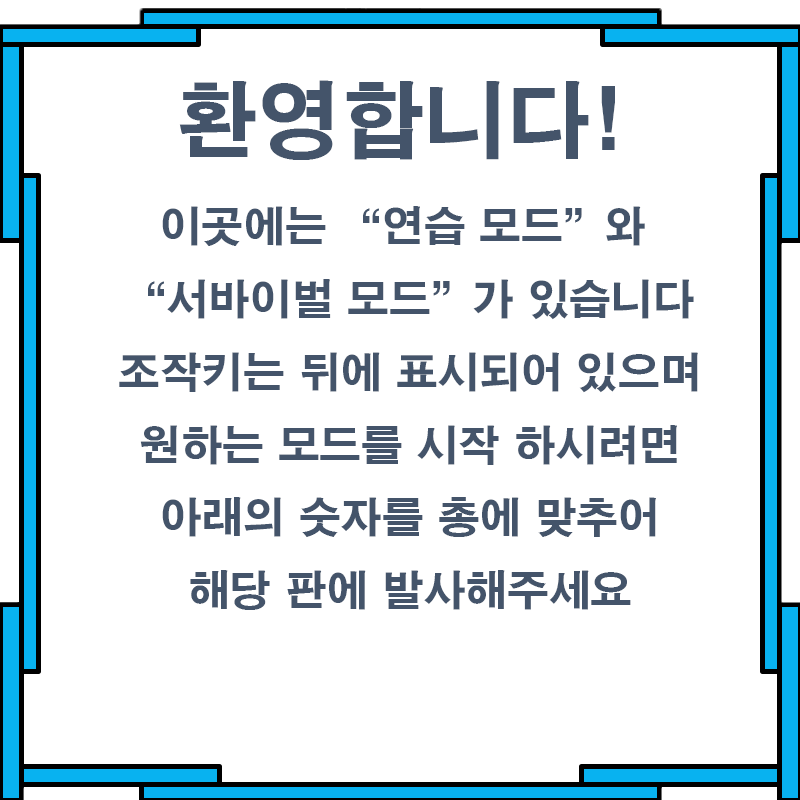 환영합니다!
이곳에는 “연습 모드” 와
“서바이벌 모드” 가 있습니다
조작키는 뒤에 표시되어 있으며
원하는 모드를 시작 하시려면
아래의 숫자를 총에 맞추어
해당 판에 발사해주세요